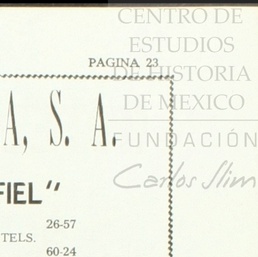 CENTRO DE
ESTUDIOS
PAGINA 23
DE HISTORIA
DE MEXICO
A, S. A.
FUNDACIÓN
Carlos Slim
FIEL"
26-57
TELS.
60-24